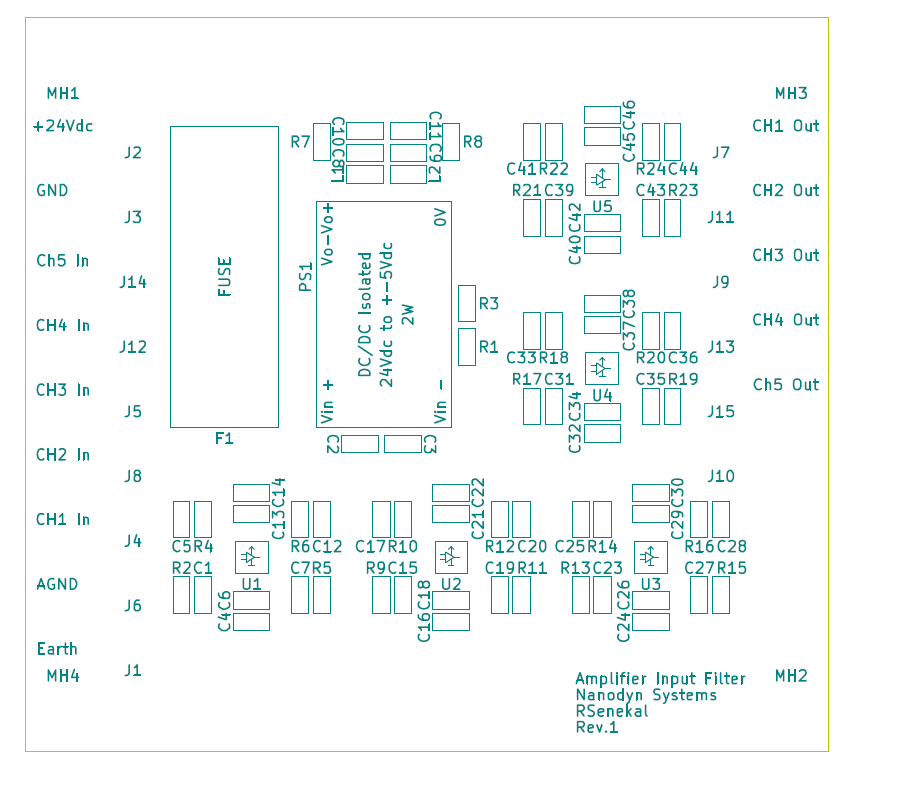 MH1
MH3
+24Vdc
CH1 Out
J2
J7
GND
CH2 Out
J3
J11
Ch5 In
CH3 Out
J14
J9
CH4 In
CH4 Out
J12
J13
CH3 In
Ch5 Out
J5
J15
CH2 In
J8
J10
CH1 In
J4
AGND
J6
Earth
MH4
J1
MH2
FUSE
F1
R7
C10
C8
L1
C11
C9
L2
R8
PS1
Vo-Vo+
0V
DC/DC Isolated
24Vdc to +-5Vdc
2W
Vin +
Vin -
R3
R1
C2
C3
C46
C45
C41 R22
R24 C44
U5
R21 C39
C43 R23
C42
C40
C38
C37
C33 R18
R20 C36
U4
R17 C31
C35 R19
C34
C32
C14
C13
C5 R4
R6 C12
U1
R2 C1
C7 R5
C6
C4
C22
C21
C17 R10
R12 C20
U2
R9 C15
C19 R11
C18
C16
C30
C29
C25 R14
R16 C28
U3
R13 C23
C27 R15
C26
C24
Amplifier Input Filter
Nanodyn Systems
RSenekal
Rev.1